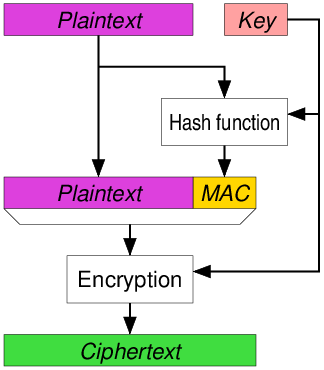 Plaintext
Key
Hash function
Plaintext
MAC
Encryption
Ciphertext